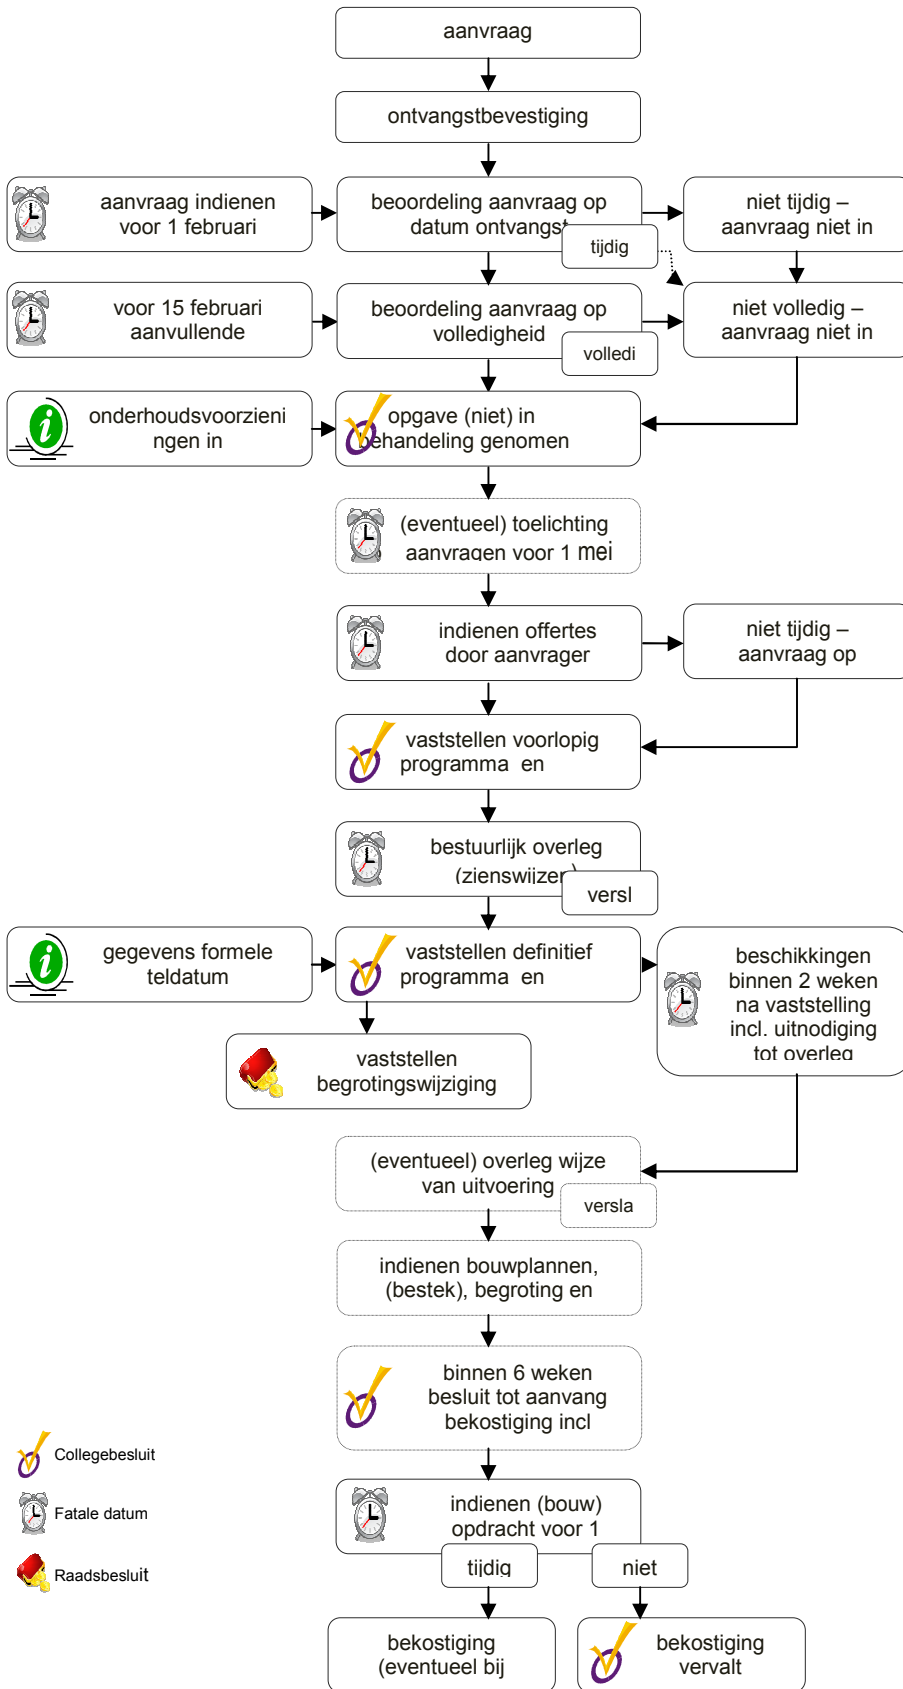 aanvraag
ontvangstbevestiging
aanvraag indienen
voor 1 februari
beoordeling aanvraag op
datum ontvangst
tijdig
niet tijdig –
aanvraag niet in
voor 15 februari
aanvullende
beoordeling aanvraag op
volledigheid
volledi
niet volledig –
aanvraag niet in
onderhoudsvoorzieni
ngen in
opgave (niet) in
behandeling genomen
(eventueel) toelichting
aanvragen voor 1 mei
indienen offertes
door aanvrager
niet tijdig –
aanvraag op
vaststellen voorlopig
programma en
bestuurlijk overleg
(zienswijzen)
versl
gegevens formele
teldatum
vaststellen definitief
programma en
beschikkingen
binnen 2 weken
na vaststelling
incl. uitnodiging
tot overleg
vaststellen
begrotingswijziging
(eventueel) overleg wijze
van uitvoering
versla
indienen bouwplannen,
(bestek), begroting en
binnen 6 weken
besluit tot aanvang
bekostiging incl
Collegebesluit
Fatale datum
Raadsbesluit
indienen (bouw)
opdracht voor 1
tijdig
niet
bekostiging
(eventueel bij
bekostiging
vervalt